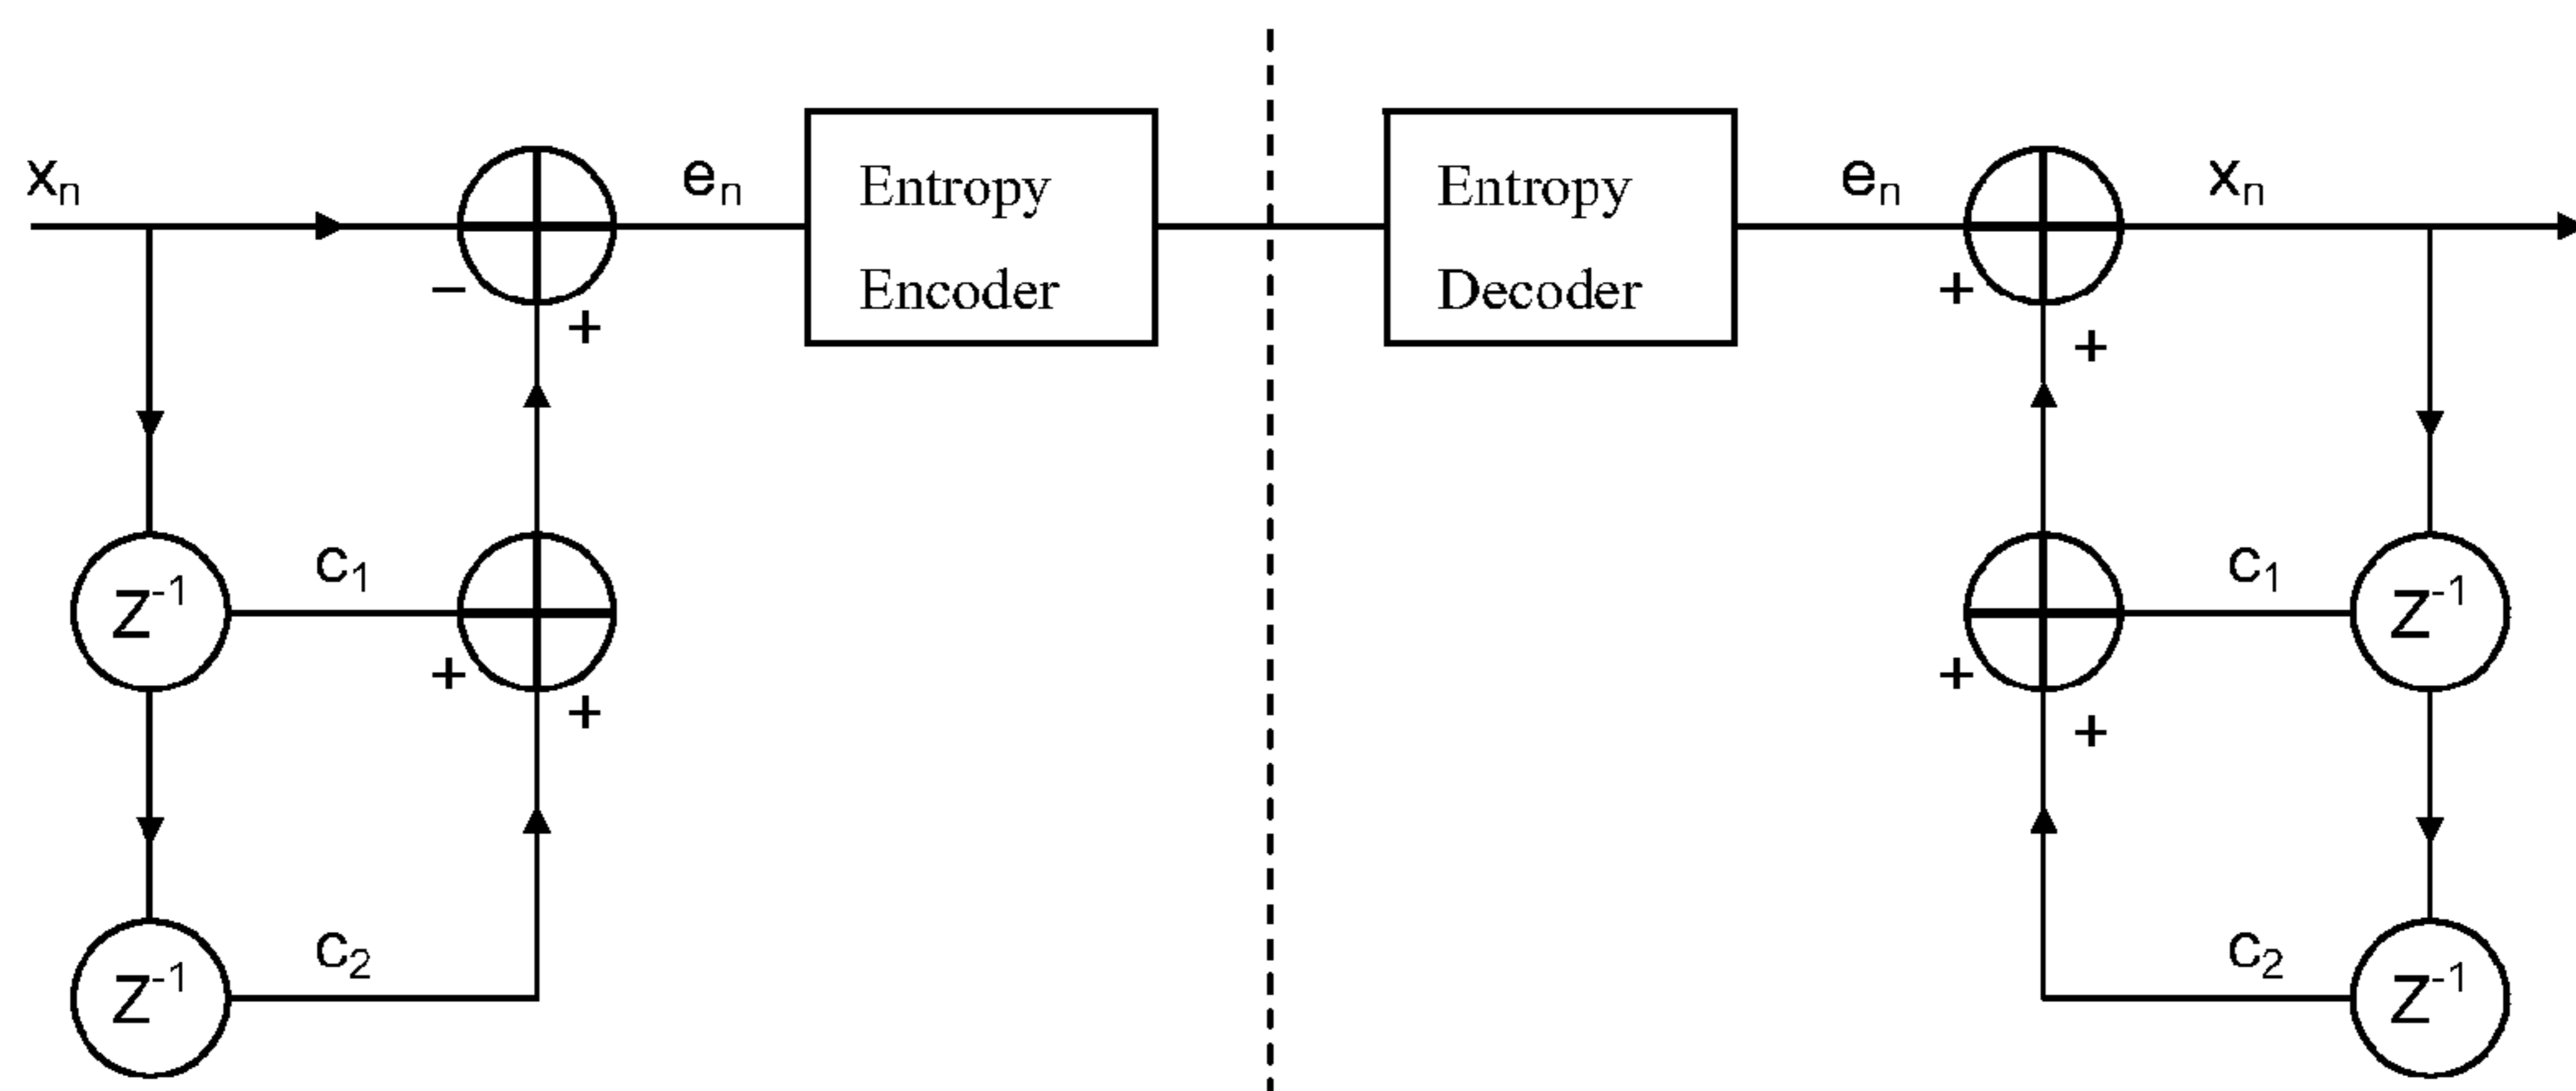 xₙ
eₙ
Entropy
Encoder
Entropy
Decoder
eₙ
xₙ
−
+
+
+
Z⁻¹
c₁
+
+
c₁
Z⁻¹
+
+
Z⁻¹
c₂
c₂
Z⁻¹